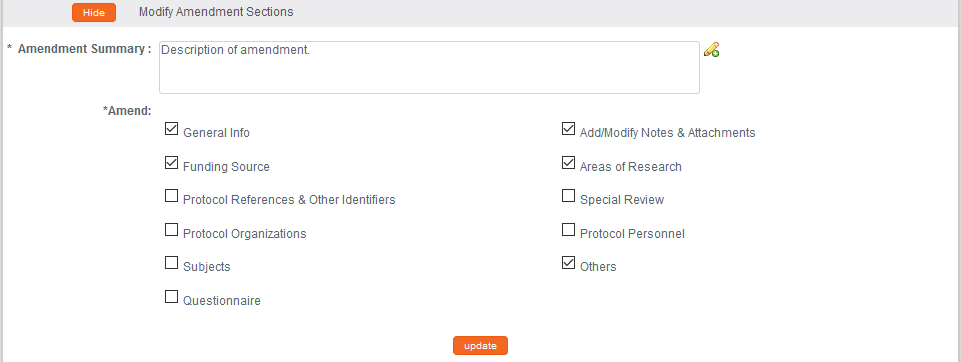 Hide Modify Amendment Sections
* Amendment Summary : Description of amendment.
*Amend:
General Info Add/Modify Notes & Attachments
Funding Source Areas of Research
Protocol References & Other Identifiers Special Review
Protocol Organizations Protocol Personnel
Subjects Others
Questionnaire
update